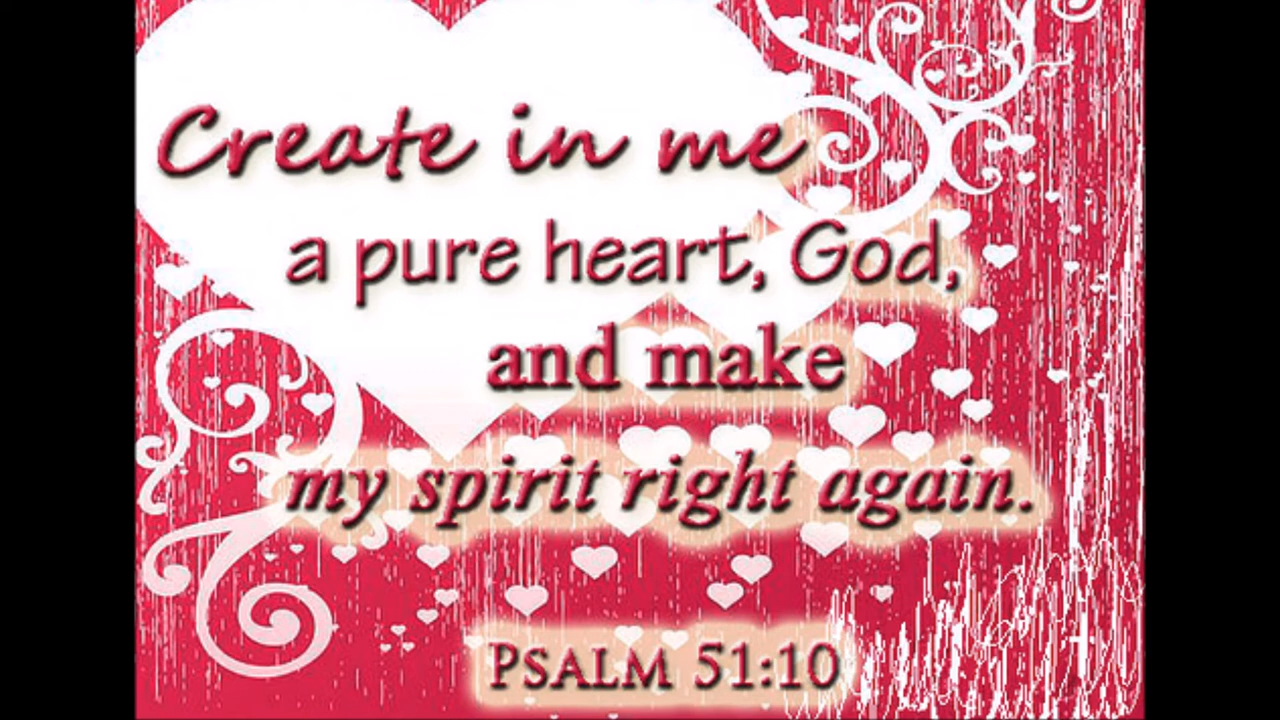 Create in me
a pure heart, God,
and make
my spirit right again.
PSALM 51:10